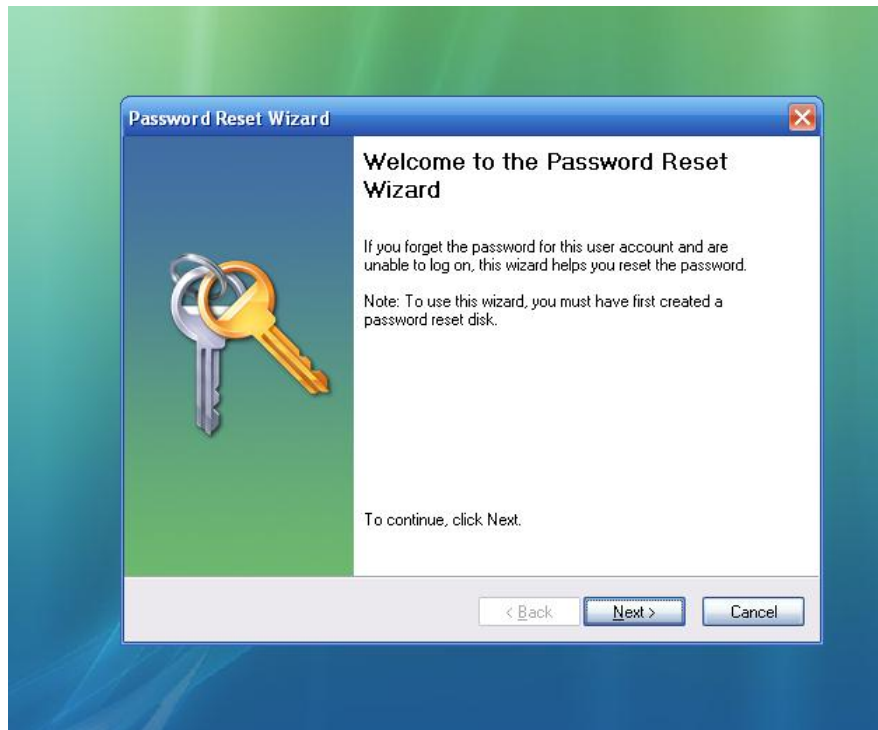 Password Reset Wizard
Welcome to the Password Reset
Wizard
If you forget the password for this user account and are
unable to log on, this wizard helps you reset the password.
Note: To use this wizard, you must have first created a
password reset disk.
To continue, click Next.
< Back Next > Cancel